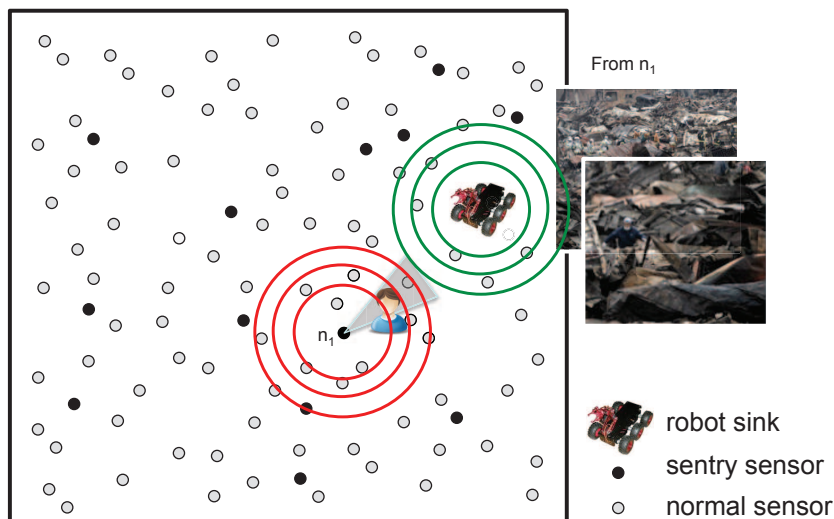 From n₁
n₁
robot sink
sentry sensor
normal sensor